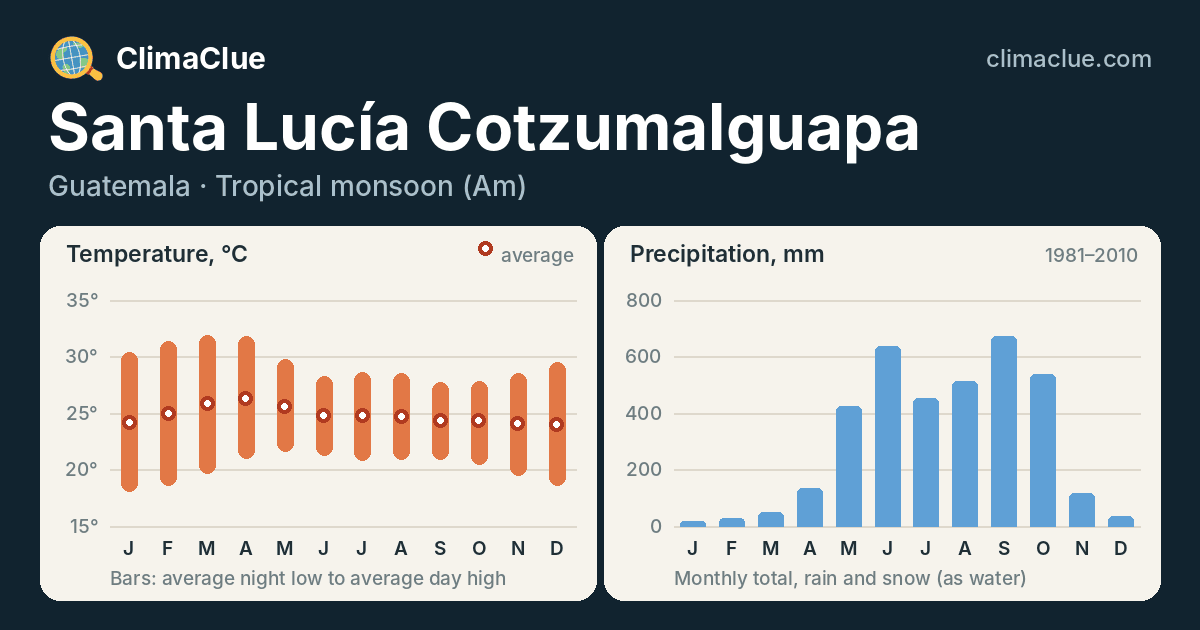 ClimaClue
climaclue.com
Santa Lucía Cotzumalguapa
Guatemala · Tropical monsoon (Am)
Temperature, °C
average
35°
30°
25°
20°
15°
J F M A M J J A S O N D
Bars: average night low to average day high
Precipitation, mm
1981–2010
800
600
400
200
0
J F M A M J J A S O N D
Monthly total, rain and snow (as water)